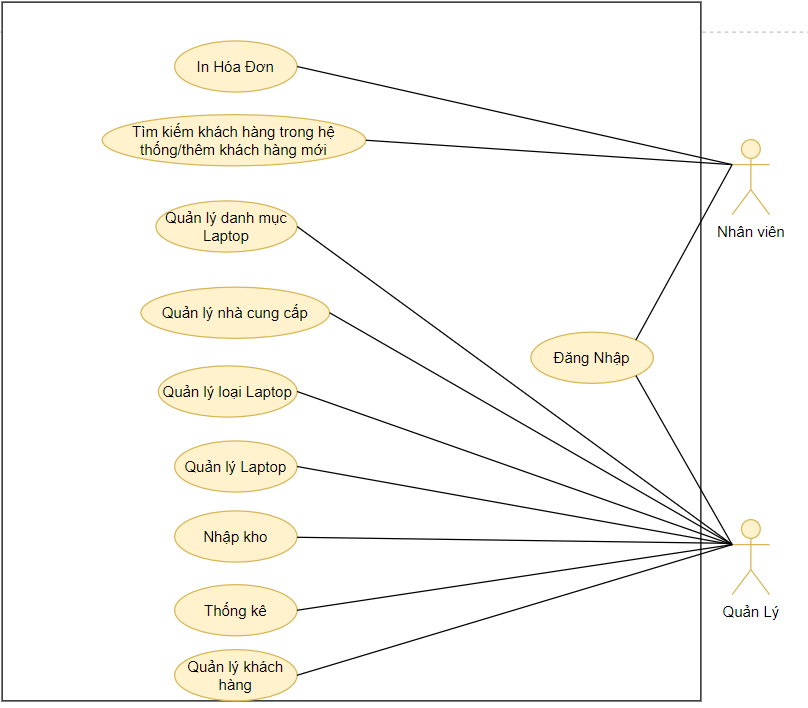 In Hóa Đơn
Tìm kiếm khách hàng trong hệ
thống/thêm khách hàng mới
Nhân viên
Quản lý danh mục
Laptop
Quản lý nhà cung cấp
Đăng Nhập
Quản lý loại Laptop
Quản lý Laptop
Nhập kho
Thống kê
Quản Lý
Quản lý khách
hàng